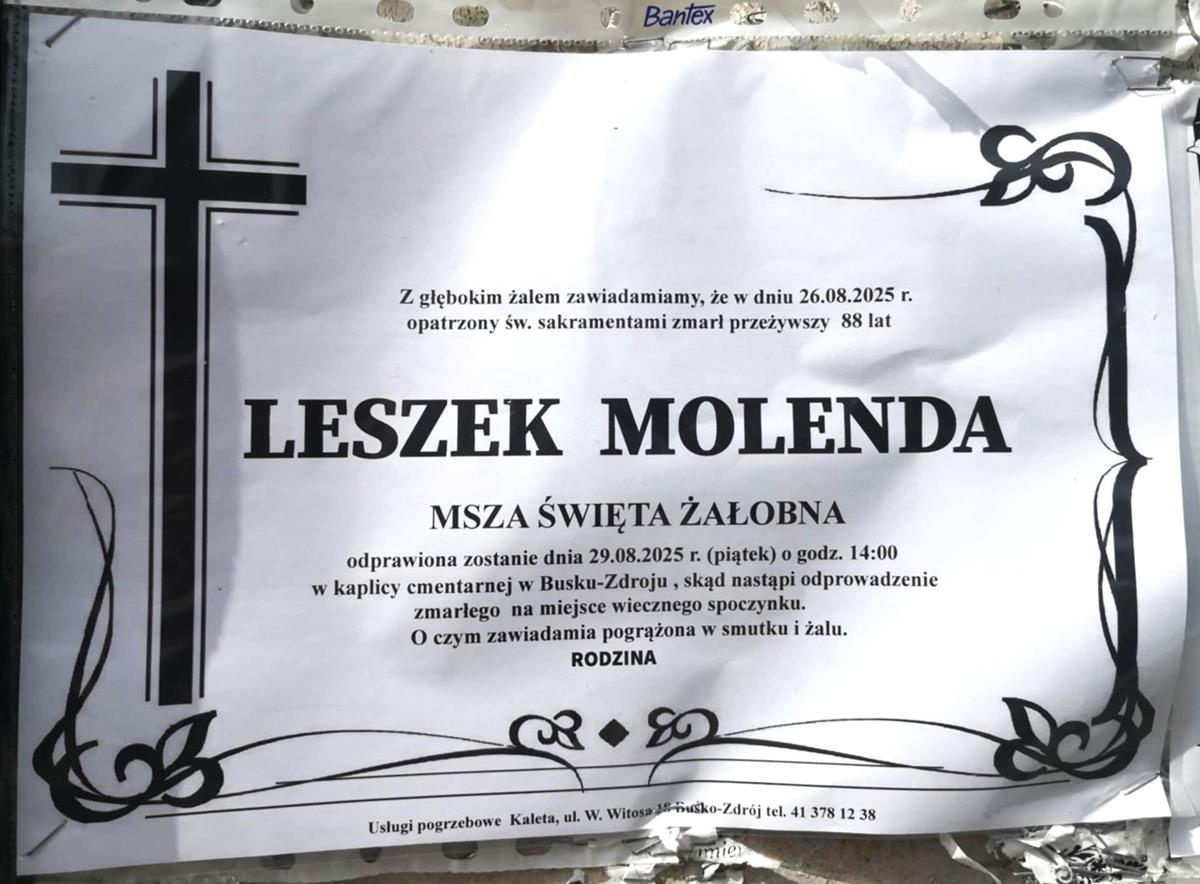 Bantex
Z głębokim żalem zawiadamiamy, że w dniu 26.08.2025 r.
opatrzony św. sakramentami zmarł przeżywszy 88 lat
LESZEK MOLENDA
MSZA ŚWIĘTA ŻAŁOBNA
odprawiona zostanie dnia 29.08.2025 r. (piątek) o godz. 14:00
w kaplicy cmentarnej w Busku-Zdroju , skąd nastąpi odprowadzenie
zmarłego na miejsce wiecznego spoczynku.
O czym zawiadamia pogrążona w smutku i żalu.
RODZINA
Usługi pogrzebowe Kaleta, ul. W. Witosa Busko-Zdrój tel. 41 378 12 38